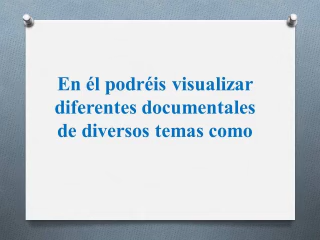 En él podréis visualizar
diferentes documentales
de diversos temas como